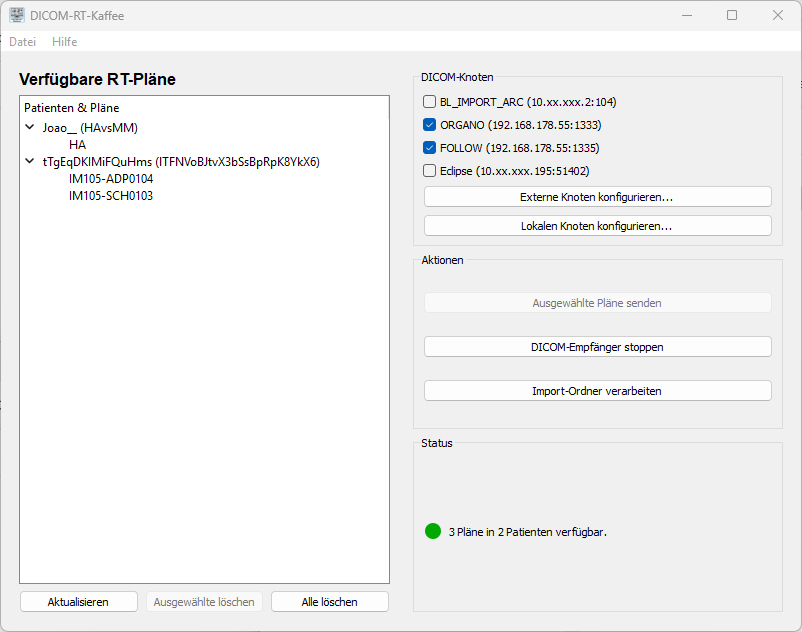 DICOM-RT-Kaffee
Datei Hilfe
Verfügbare RT-Pläne
Patienten & Pläne
Joao__ (HAvsMM)
HA
tTgEqDKlMiFQuHms (ITFNVoBJtvX3bSsBpRpK8YkX6)
IM105-ADP0104
IM105-SCH0103
Aktualisieren
Ausgewählte löschen
Alle löschen
DICOM-Knoten
BL_IMPORT_ARC (10.xx.xxx.2:104)
ORGANO (192.168.178.55:1333)
FOLLOW (192.168.178.55:1335)
Eclipse (10.xx.xxx.195:51402)
Externe Knoten konfigurieren...
Lokalen Knoten konfigurieren...
Aktionen
Ausgewählte Pläne senden
DICOM-Empfänger stoppen
Import-Ordner verarbeiten
Status
3 Pläne in 2 Patienten verfügbar.